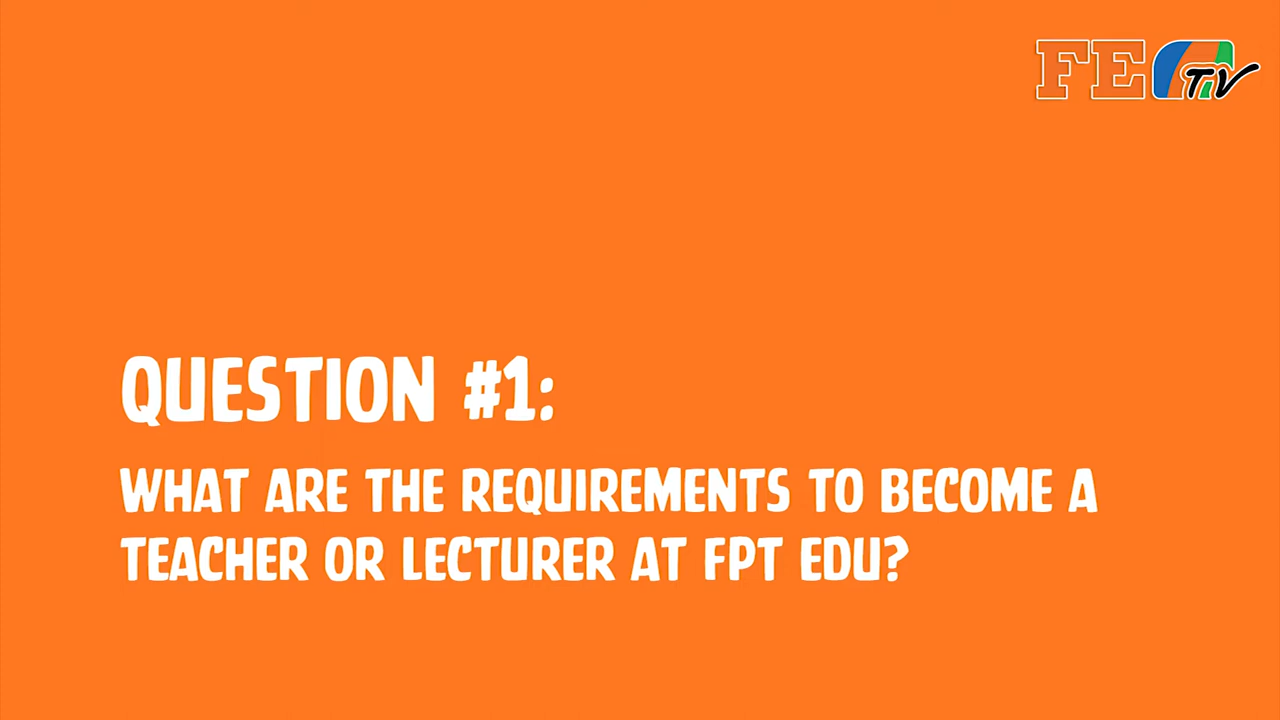 FE TV
QUESTION #1:
WHAT ARE THE REQUIREMENTS TO BECOME A
TEACHER OR LECTURER AT FPT EDU?